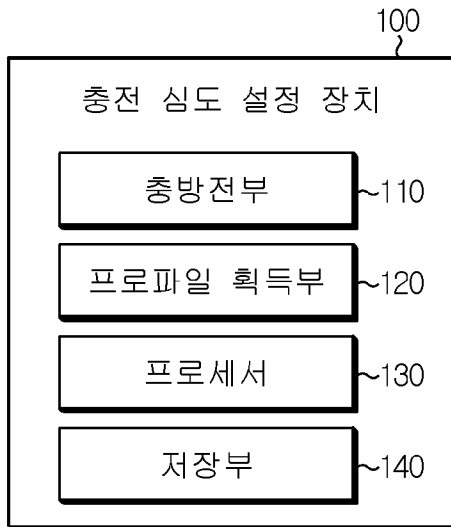 100
충전 심도 설정 장치
충방전부
~110
프로파일 획득부
~120
프로세서
~130
저장부
~140